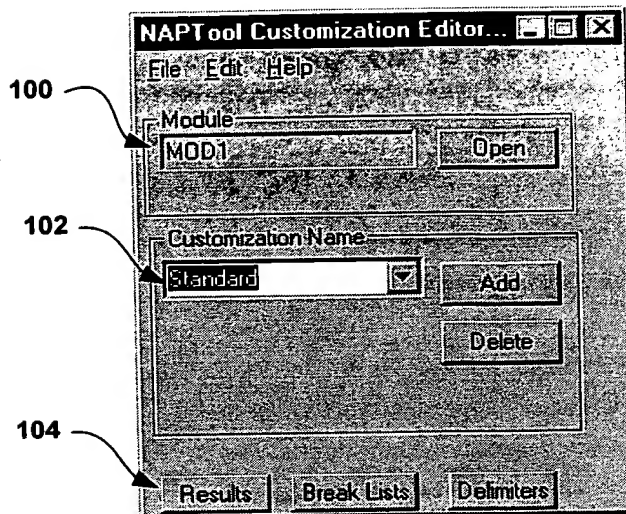 NAPTool Customization Editor...
File Edit Help
100
Module
MOD1 Open
102
Customization Name
Standard Add
Delete
104
Results Break Lists Delimiters